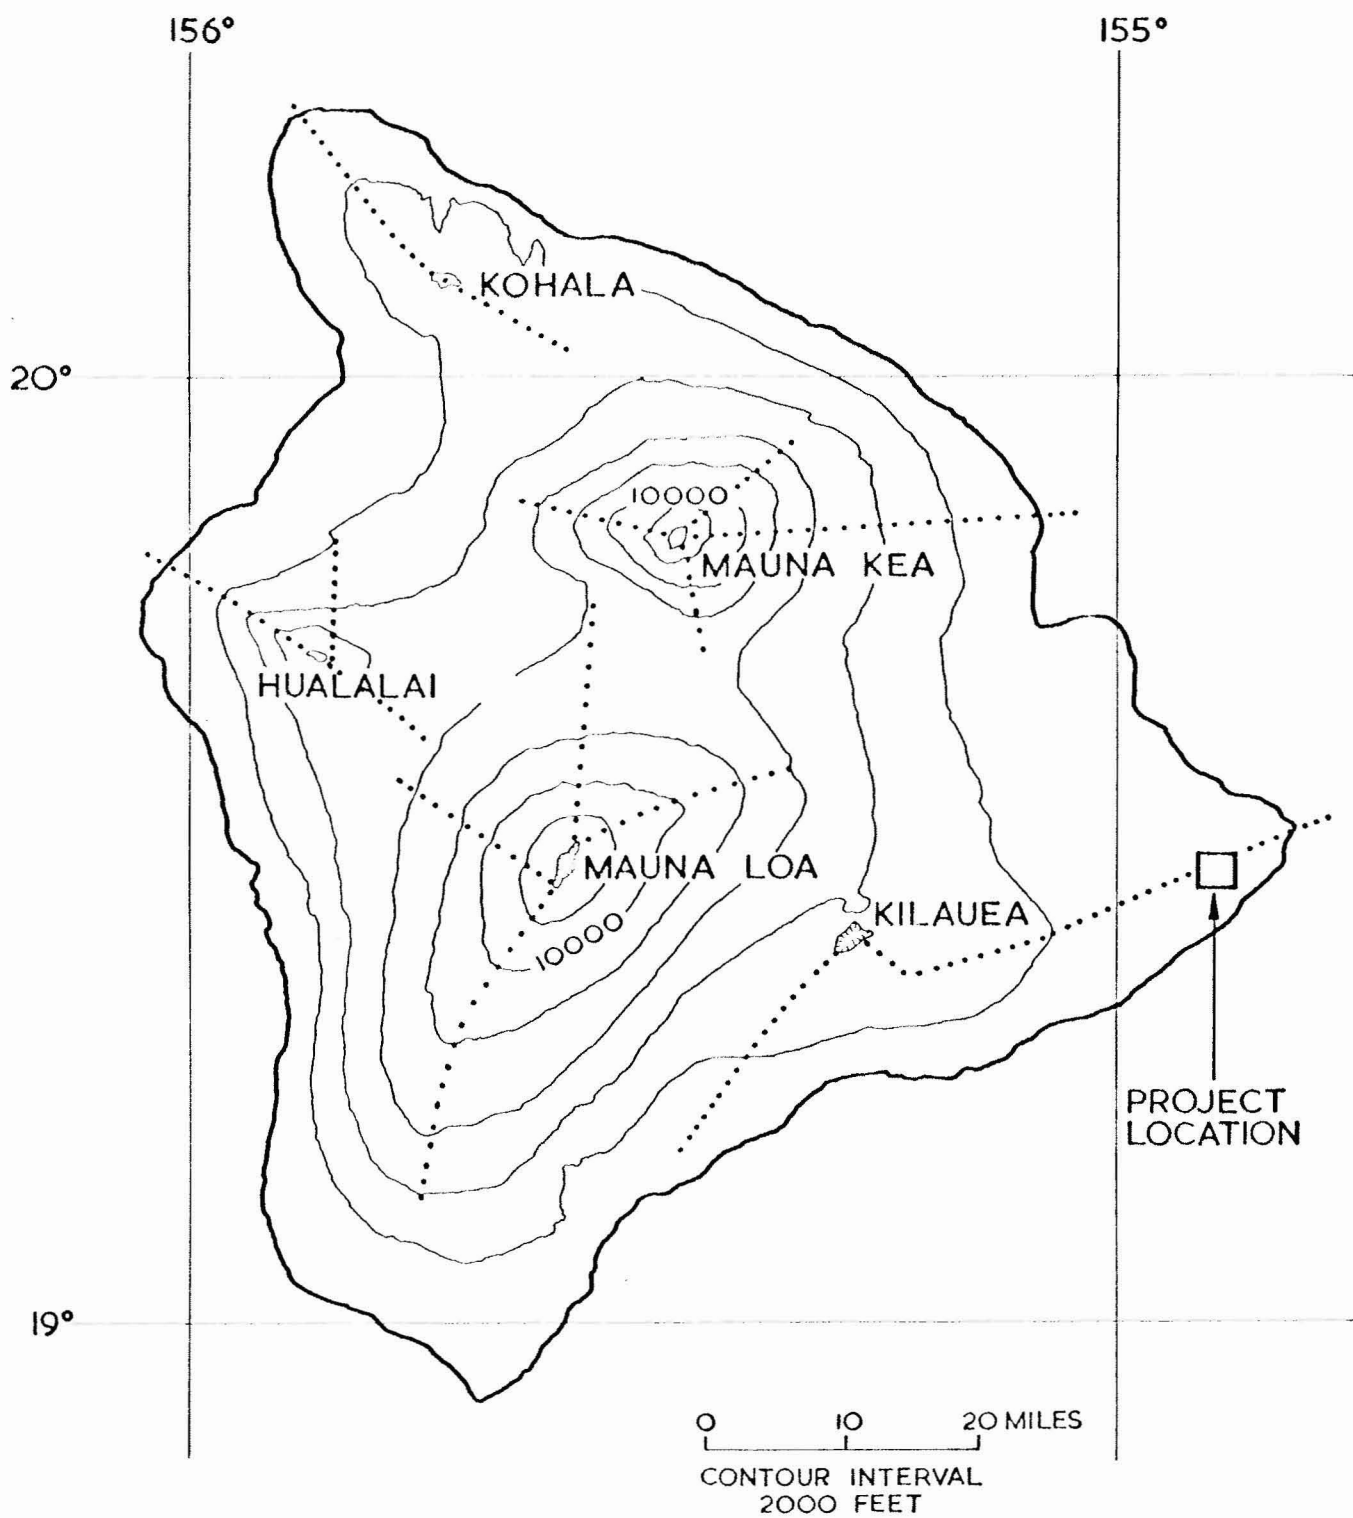 156° 155°
KOHALA
20°
10000
MAUNA KEA
HUALALAI
MAUNA LOA
KILAUEA
10000
PROJECT
LOCATION
19°
0 10 20 MILES
CONTOUR INTERVAL
2000 FEET